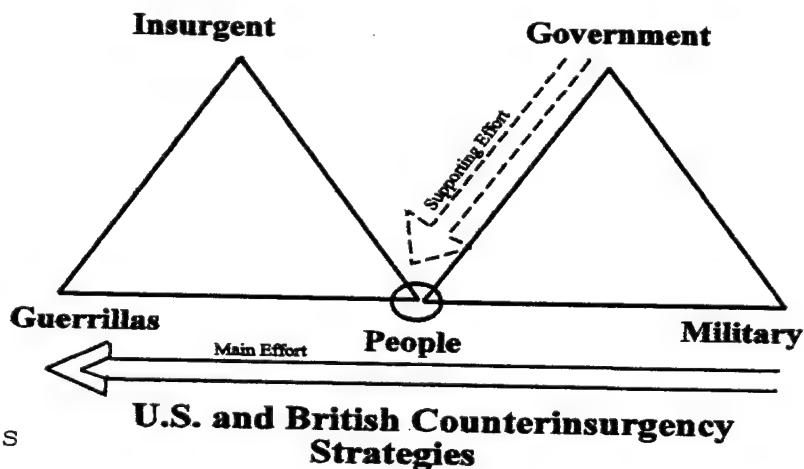 Insurgent
Government
Supporting Effort
Guerrillas
People
Military
Main Effort
U.S. and British Counterinsurgency
Strategies
s